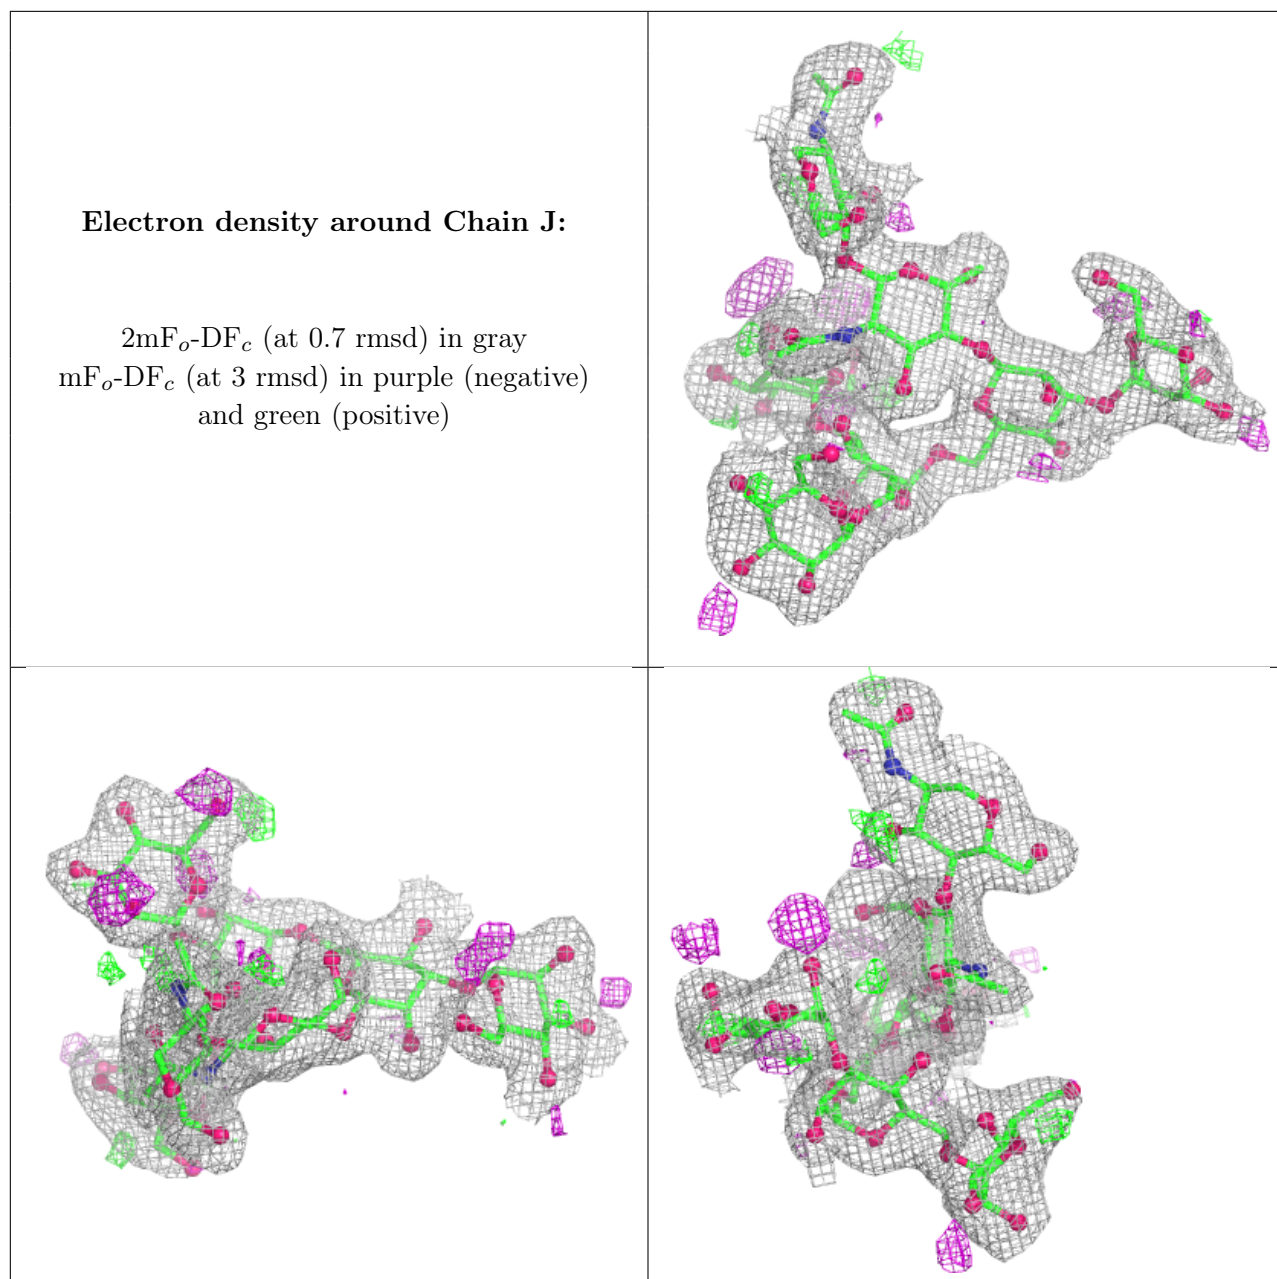 Electron density around Chain J:
2mFₒ-DF𝒸 (at 0.7 rmsd) in gray
mFₒ-DF𝒸 (at 3 rmsd) in purple (negative)
and green (positive)